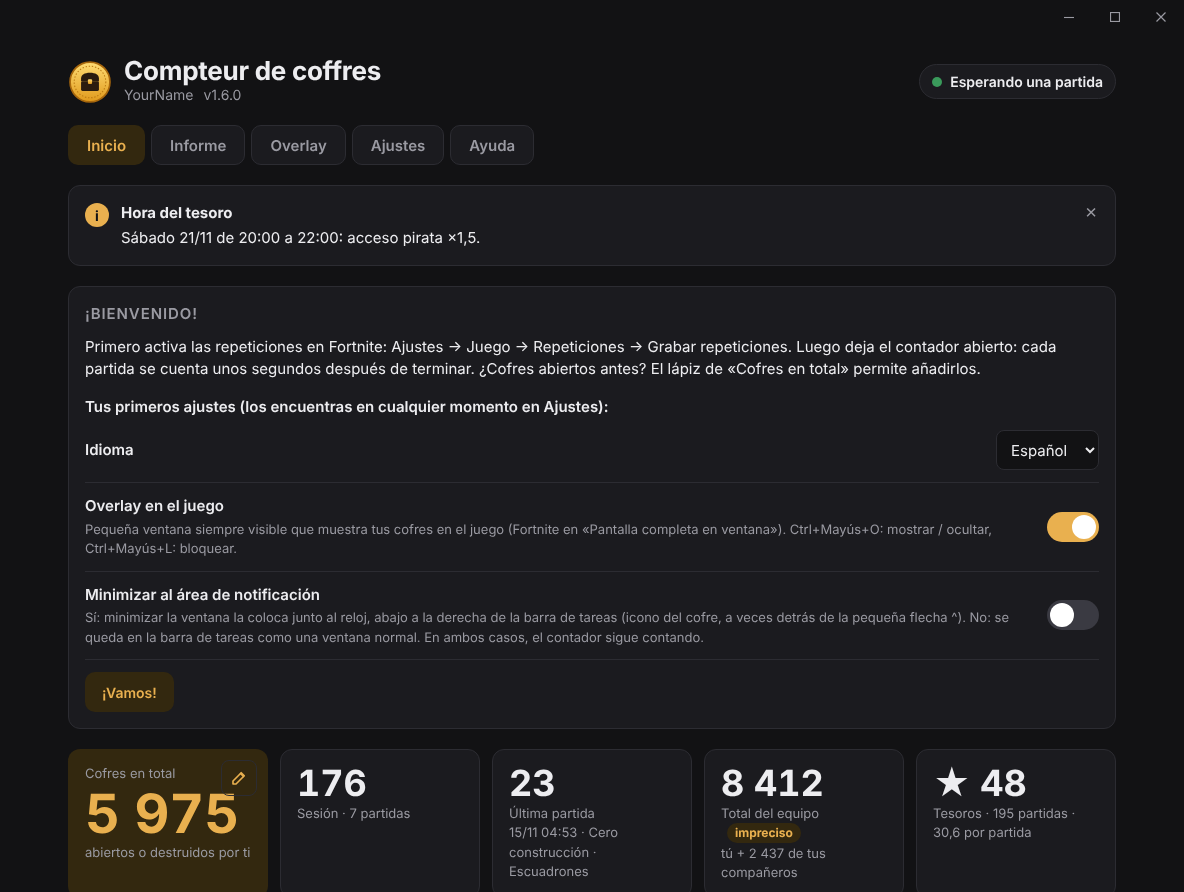 Compteur de coffres
YourName v1.6.0
Esperando una partida
Inicio
Informe
Overlay
Ajustes
Ayuda
i
Hora del tesoro
Sábado 21/11 de 20:00 a 22:00: acceso pirata ×1,5.
¡BIENVENIDO!
Primero activa las repeticiones en Fortnite: Ajustes → Juego → Repeticiones → Grabar repeticiones. Luego deja el contador abierto: cada
partida se cuenta unos segundos después de terminar. ¿Cofres abiertos antes? El lápiz de «Cofres en total» permite añadirlos.
Tus primeros ajustes (los encuentras en cualquier momento en Ajustes):
Idioma
Español
Overlay en el juego
Pequeña ventana siempre visible que muestra tus cofres en el juego (Fortnite en «Pantalla completa en ventana»). Ctrl+Mayús+O: mostrar / ocultar,
Ctrl+Mayús+L: bloquear.
Minimizar al área de notificación
Sí: minimizar la ventana la coloca junto al reloj, abajo a la derecha de la barra de tareas (icono del cofre, a veces detrás de la pequeña flecha ^). No: se
queda en la barra de tareas como una ventana normal. En ambos casos, el contador sigue contando.
¡Vamos!
Cofres en total
5 975
abiertos o destruidos por ti
176
Sesión · 7 partidas
23
Última partida
15/11 04:53 · Cero
construcción ·
Escuadrones
8 412
Total del equipo
impreciso
tú + 2 437 de tus
compañeros
★ 48
Tesoros · 195 partidas ·
30,6 por partida